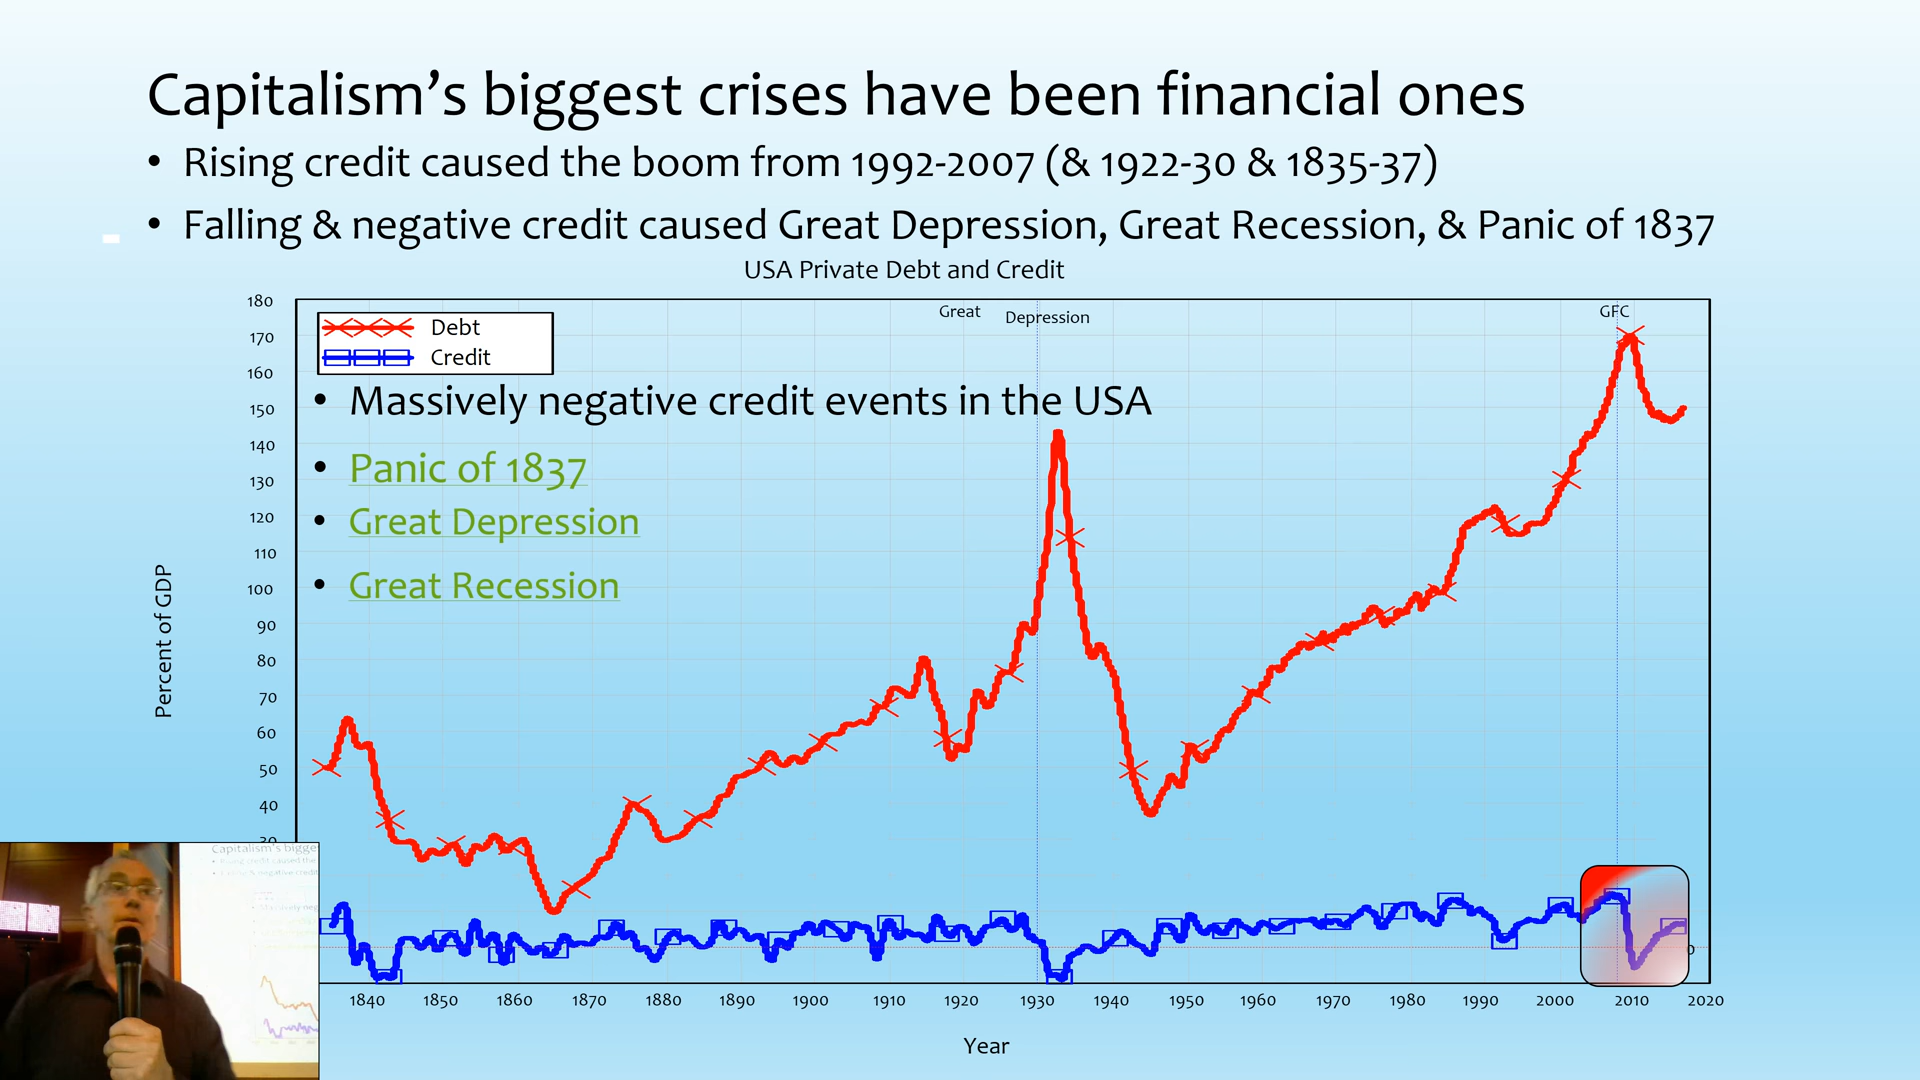 Capitalism’s biggest crises have been financial ones
• Rising credit caused the boom from 1992-2007 (& 1922-30 & 1835-37)
• Falling & negative credit caused Great Depression, Great Recession, & Panic of 1837
USA Private Debt and Credit
Great Depression
GFC
Debt
Credit
• Massively negative credit events in the USA
• Panic of 1837
• Great Depression
• Great Recession
180
170
160
150
140
130
120
110
100
90
80
70
60
50
40
30
0
Percent of GDP
1840 1850 1860 1870 1880 1890 1900 1910 1920 1930 1940 1950 1960 1970 1980 1990 2000 2010 2020
Year
Capitalism's bigge